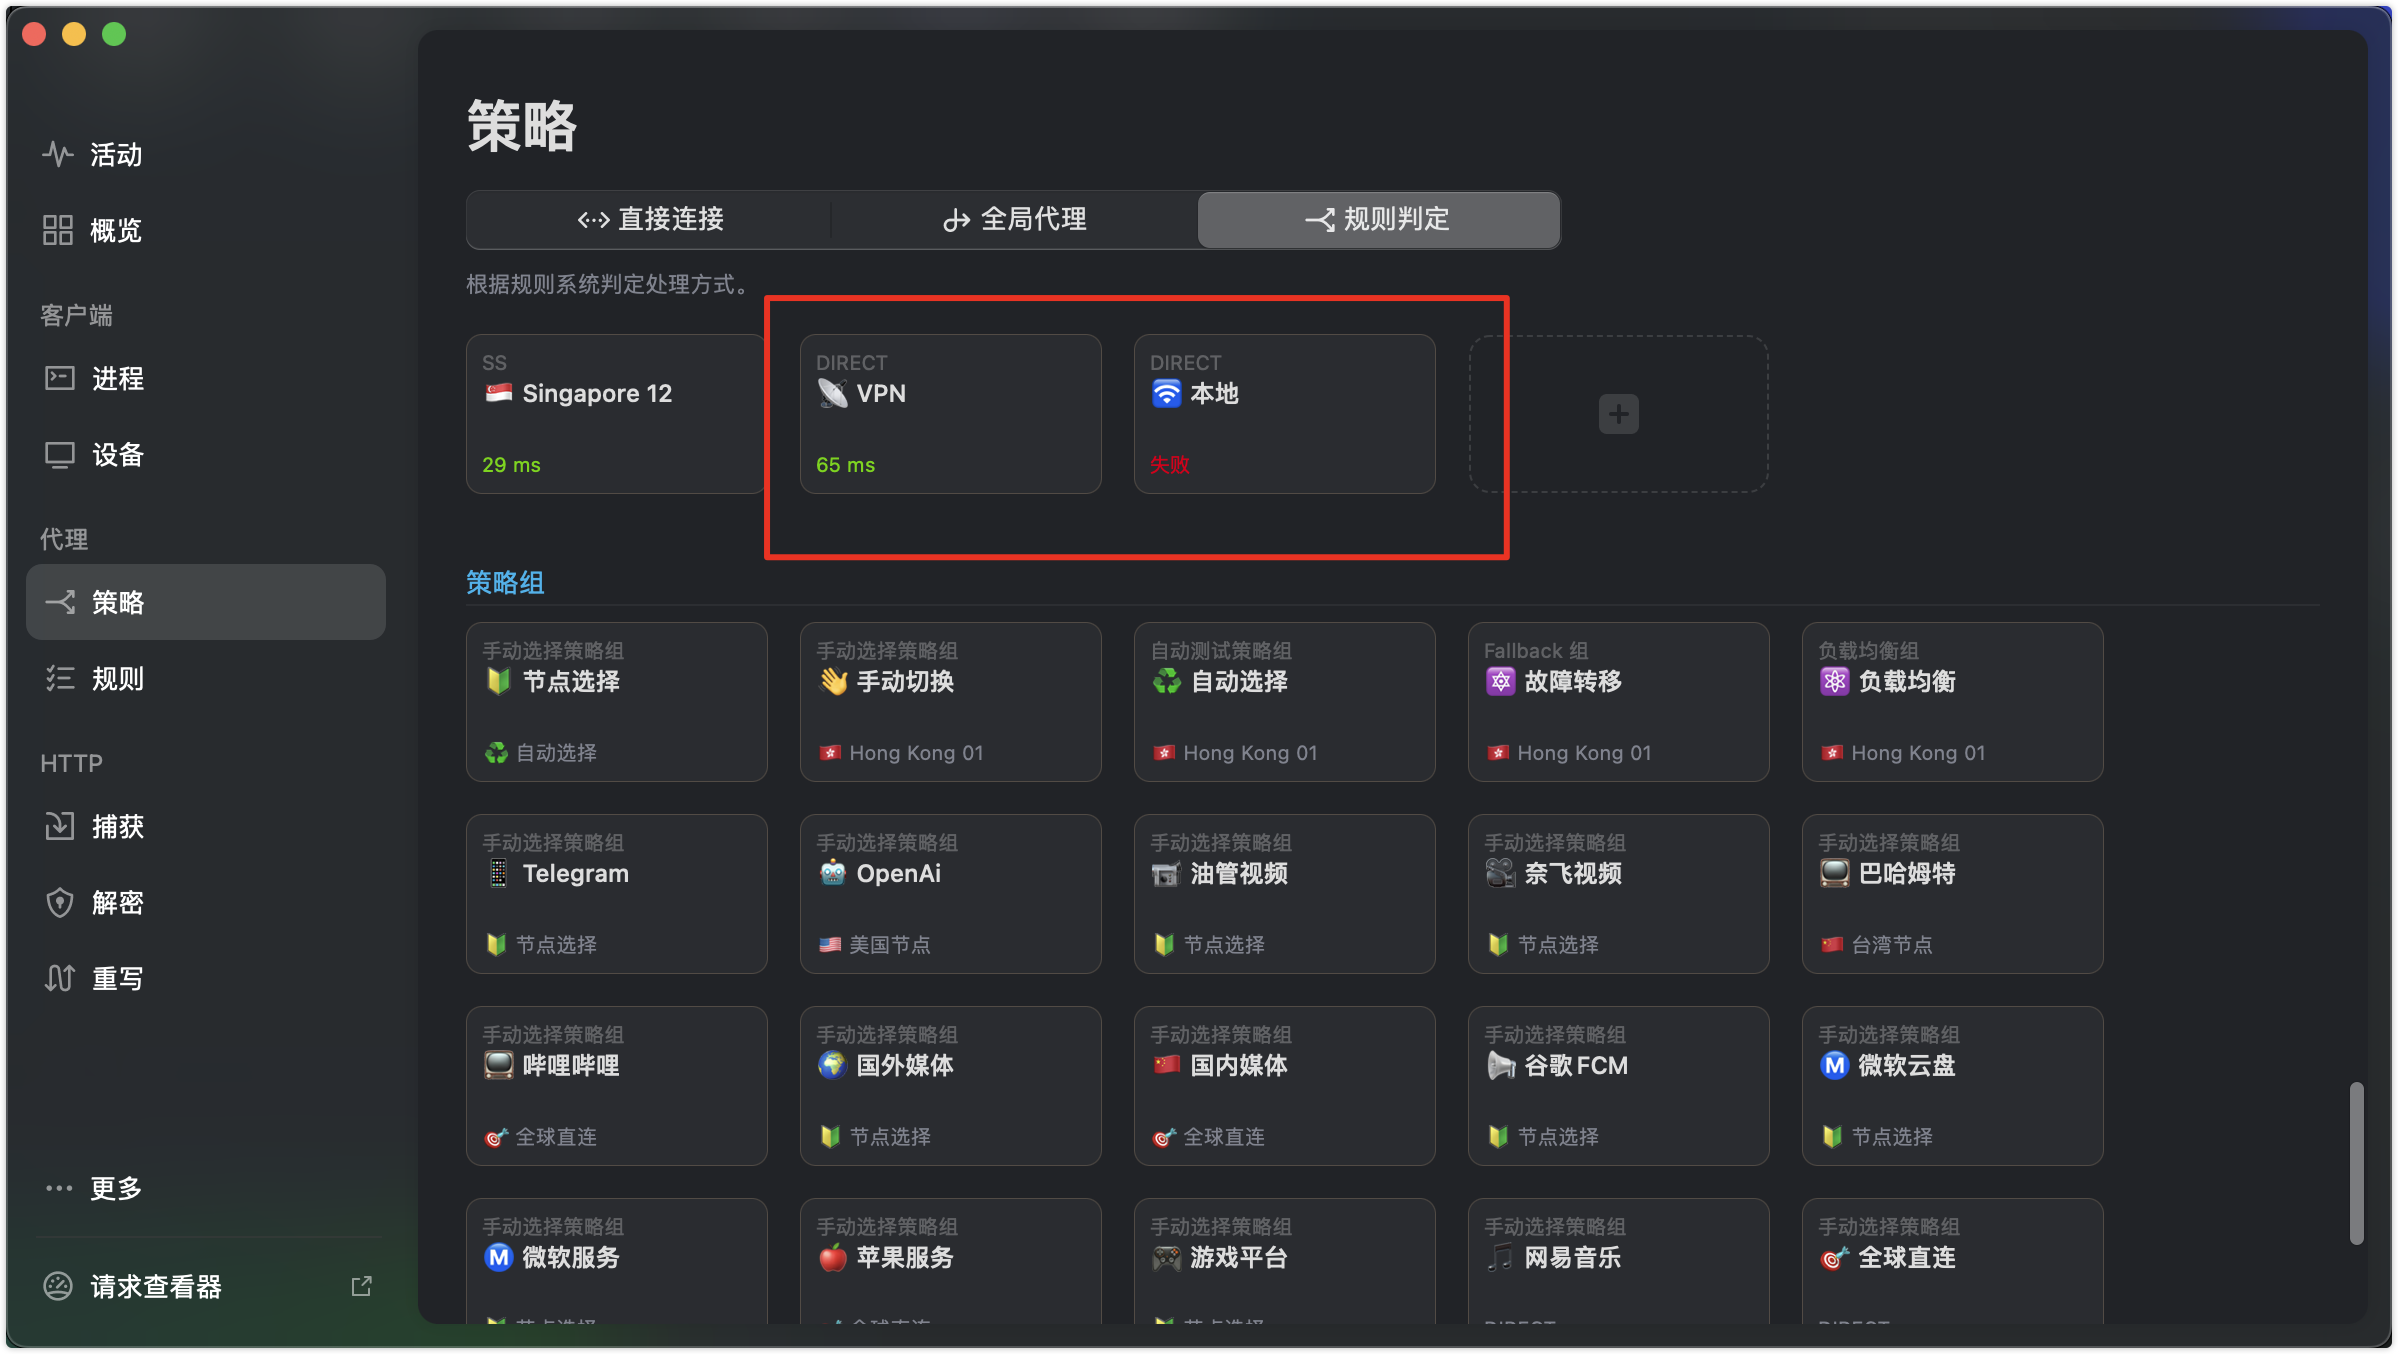 活动
概览
客户端
进程
设备
代理
策略
规则
HTTP
捕获
解密
重写
更多
请求查看器
策略
直接连接
全局代理
规则判定
根据规则系统判定处理方式。
SS
Singapore 12
29 ms
DIRECT
VPN
65 ms
DIRECT
本地
失败
策略组
手动选择策略组
节点选择
自动选择
手动选择策略组
手动切换
Hong Kong 01
自动测试策略组
自动选择
Hong Kong 01
Fallback 组
故障转移
Hong Kong 01
负载均衡组
负载均衡
Hong Kong 01
手动选择策略组
Telegram
节点选择
手动选择策略组
OpenAi
美国节点
手动选择策略组
油管视频
节点选择
手动选择策略组
奈飞视频
节点选择
手动选择策略组
巴哈姆特
台湾节点
手动选择策略组
哔哩哔哩
全球直连
手动选择策略组
国外媒体
节点选择
手动选择策略组
国内媒体
全球直连
手动选择策略组
谷歌FCM
节点选择
手动选择策略组
微软云盘
节点选择
手动选择策略组
微软服务
节点选择
手动选择策略组
苹果服务
全球直连
手动选择策略组
游戏平台
节点选择
手动选择策略组
网易音乐
DIRECT
手动选择策略组
全球直连
DIRECT